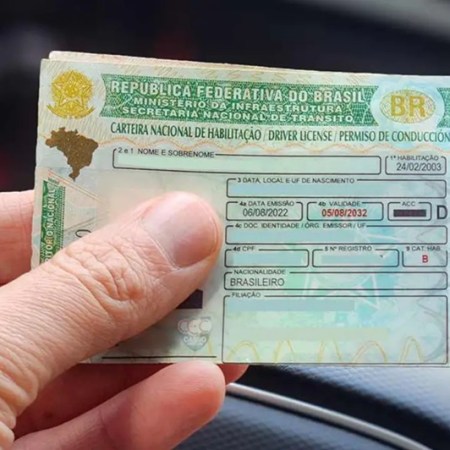 REPÚBLICA FEDERATIVA DO BRASIL
MINISTÉRIO DA INFRAESTRUTURA
SECRETARIA NACIONAL DE TRÂNSITO
BR
CARTEIRA NACIONAL DE HABILITAÇÃO / DRIVER LICENSE / PERMISO DE CONDUCCIÓN
2 e 1 NOME E SOBRENOME
1ª HABILITAÇÃO
24/02/2003
3 DATA, LOCAL E UF DE NASCIMENTO
4a DATA EMISSÃO
06/08/2022
4b VALIDADE
05/08/2032
ACC
D
4c DOC. IDENTIDADE / ÓRG. EMISSOR / UF
4d CPF
5 Nº REGISTRO
9 CAT. HAB.
B
NACIONALIDADE
BRASILEIRO
FILIAÇÃO